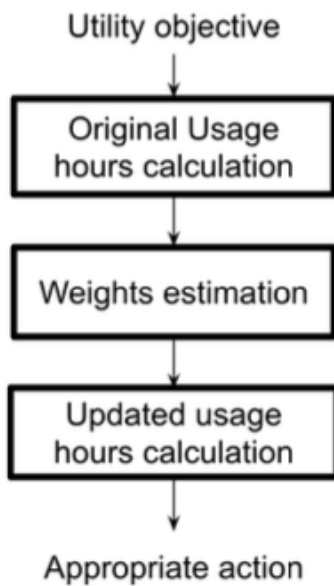 Utility objective
Original Usage
hours calculation
Weights estimation
Updated usage
hours calculation
Appropriate action